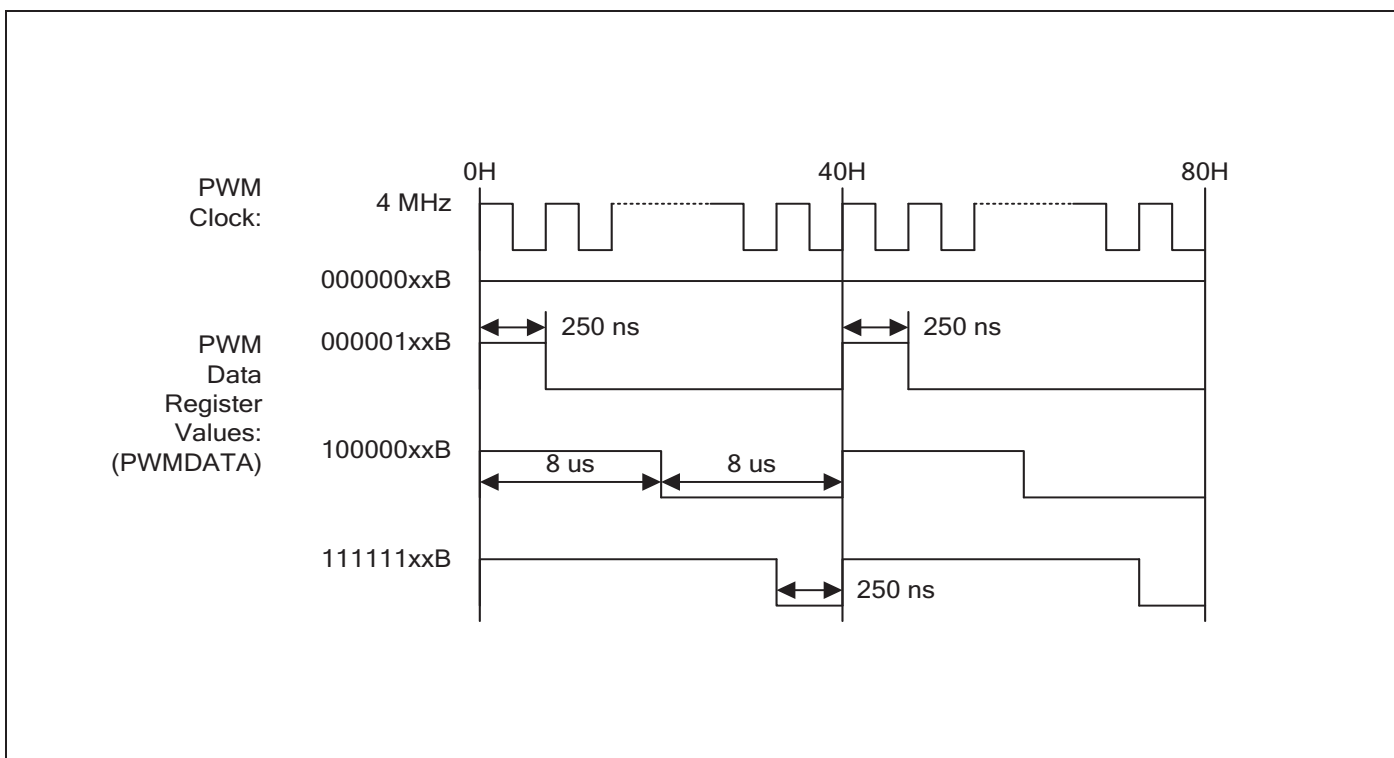 0H 40H 80H
PWM
Clock:
4 MHz
000000xxB
250 ns 250 ns
000001xxB
PWM
Data
Register
Values:
(PWMDATA)
100000xxB
8 us 8 us
111111xxB
250 ns